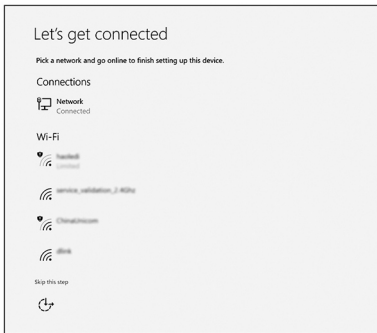 Let's get connected
Pick a network and go online to finish setting up this device.
Connections
Network
Connected
Wi-Fi
service_validation_2.4Ghz
ChinaUnicom
dlink
Skip this step